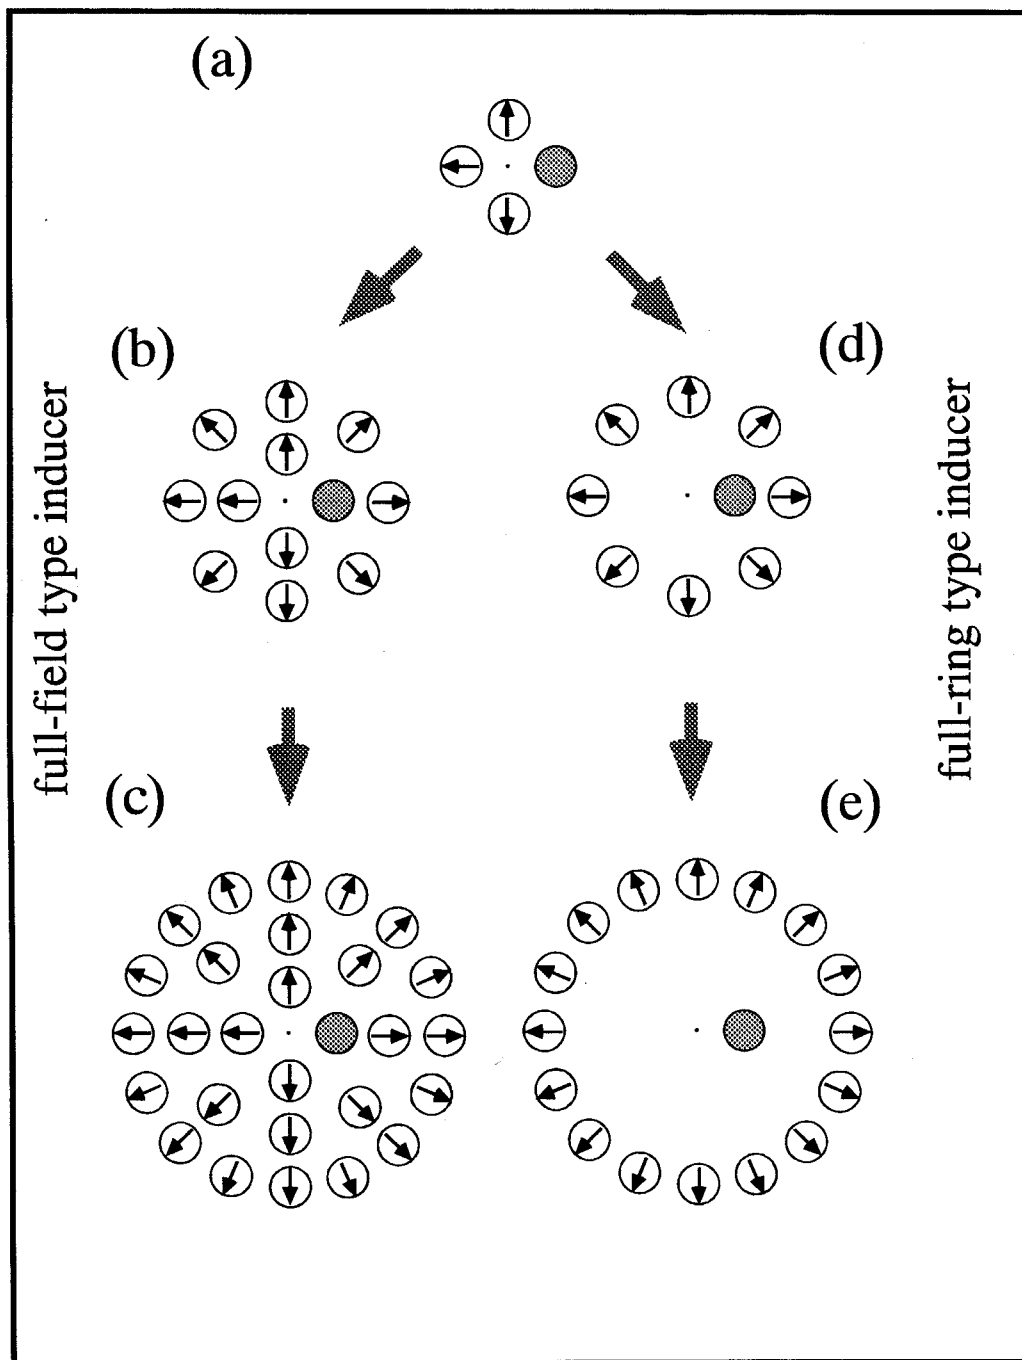 (a)
(b)
(d)
full-field type inducer
full-ring type inducer
(c)
(e)